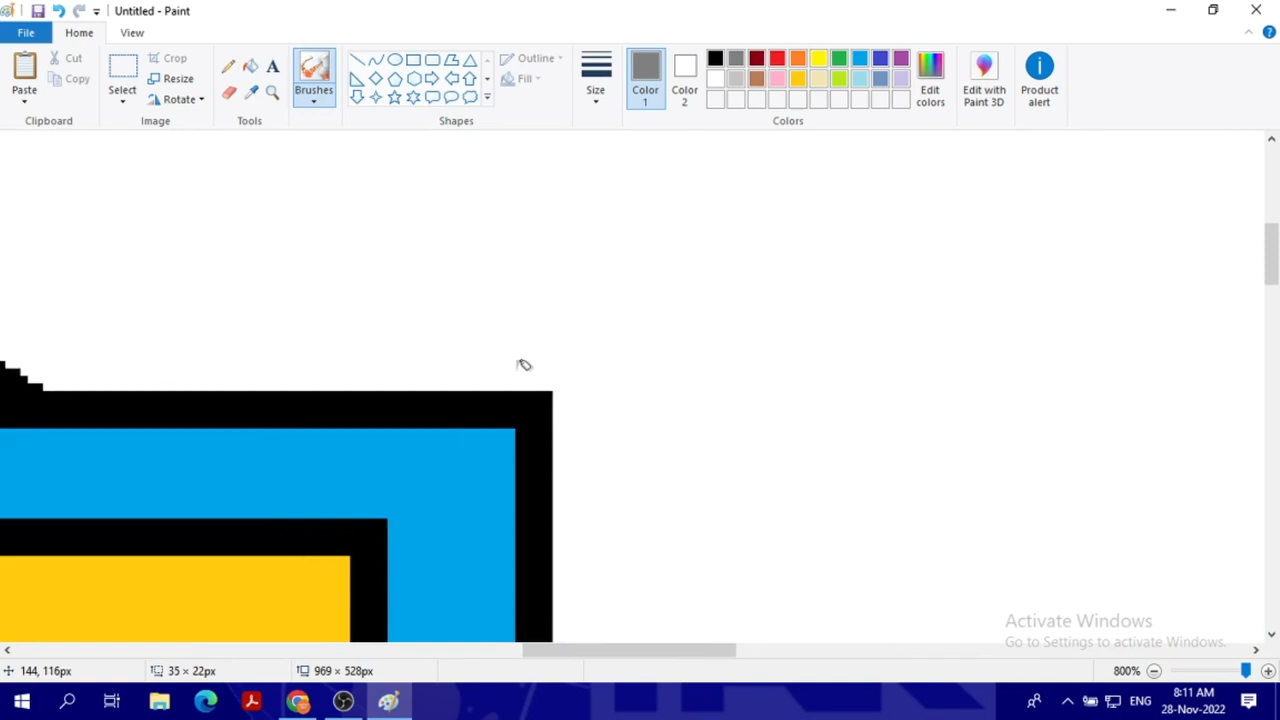 Untitled - Paint
File
Home
View
Paste
Cut
Copy
Clipboard
Select
Crop
Resize
Rotate
Image
A
Tools
Brushes
Shapes
Outline
Fill
Size
Color 1
Color 2
Edit colors
Colors
Edit with Paint 3D
Product alert
Activate Windows
Go to Settings to activate Windows.
144, 116px
35 × 22px
969 × 528px
800%
ENG
8:11 AM
28-Nov-2022